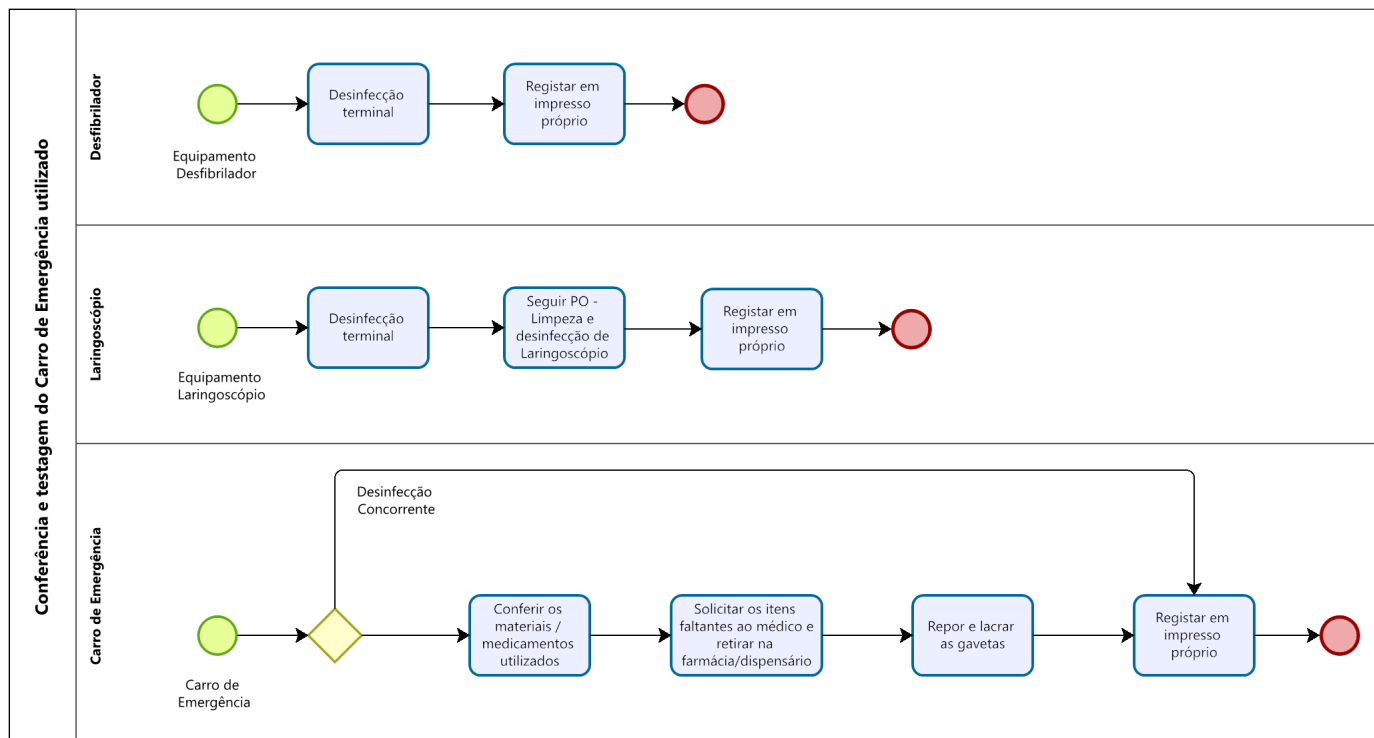 Conferência e testagem do Carro de Emergência utilizado
Desfibrilador
Equipamento
Desfibrilador
Desinfecção
terminal
Registar em
impresso
próprio
Laringoscópio
Equipamento
Laringoscópio
Desinfecção
terminal
Seguir PO -
Limpeza e
desinfecção de
Laringoscópio
Registar em
impresso
próprio
Carro de Emergência
Carro de
Emergência
Desinfecção
Concorrente
Conferir os
materiais /
medicamentos
utilizados
Solicitar os itens
faltantes ao médico e
retirar na
farmácia/dispensário
Repor e lacrar
as gavetas
Registar em
impresso
próprio